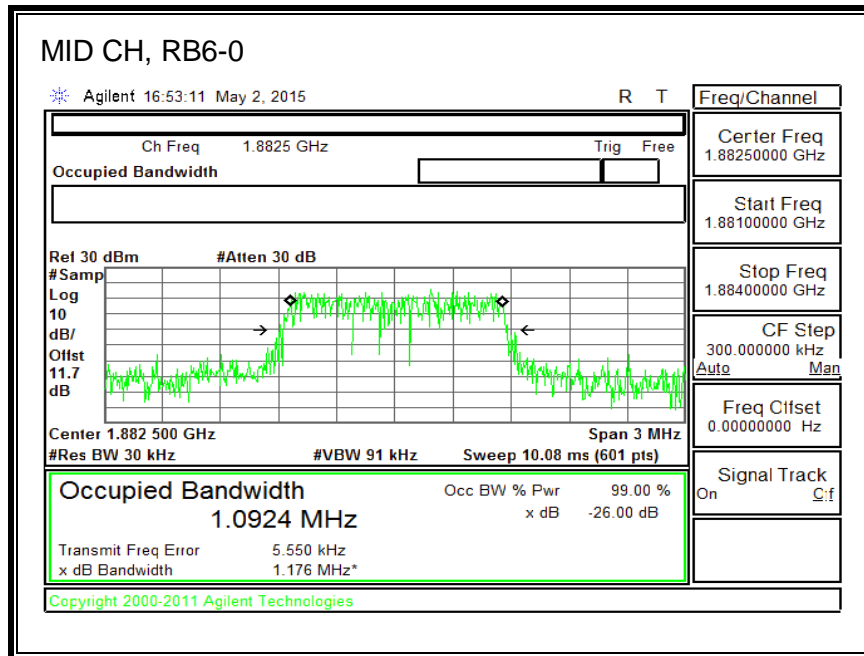 MID CH, RB6-0
Agilent 16:53:11 May 2, 2015 R T
Freq/Channel
Ch Freq 1.8825 GHz Trig Free
Occupied Bandwidth
Center Freq
1.88250000 GHz
Start Freq
1.88100000 GHz
Stop Freq
1.88400000 GHz
CF Step
300.000000 kHz
Auto Man
Freq Offset
0.00000000 Hz
Signal Track
On Off
Ref 30 dBm #Atten 30 dB
#Samp
Log
10
dB/
Offst
11.7
dB
Center 1.882 500 GHz Span 3 MHz
#Res BW 30 kHz #VBW 91 kHz Sweep 10.08 ms (601 pts)
Occupied Bandwidth Occ BW % Pwr 99.00 %
1.0924 MHz x dB -26.00 dB
Transmit Freq Error 5.550 kHz
x dB Bandwidth 1.176 MHz*
Copyright 2000-2011 Agilent Technologies